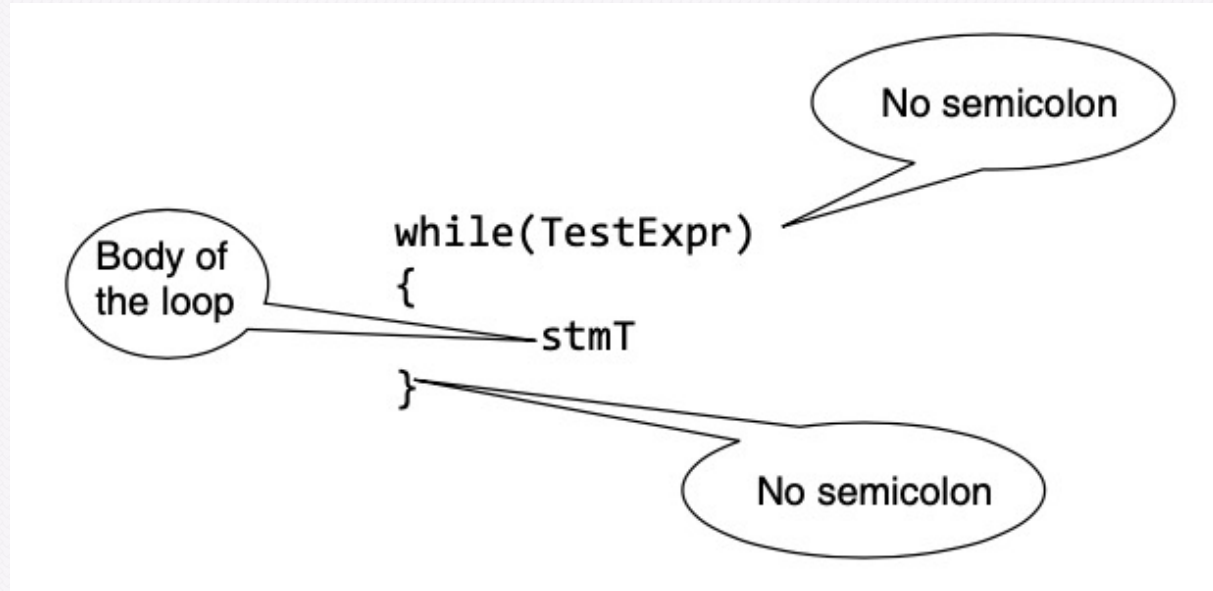 No semicolon
while(TestExpr)
Body of
the loop
{
stmT
}
No semicolon